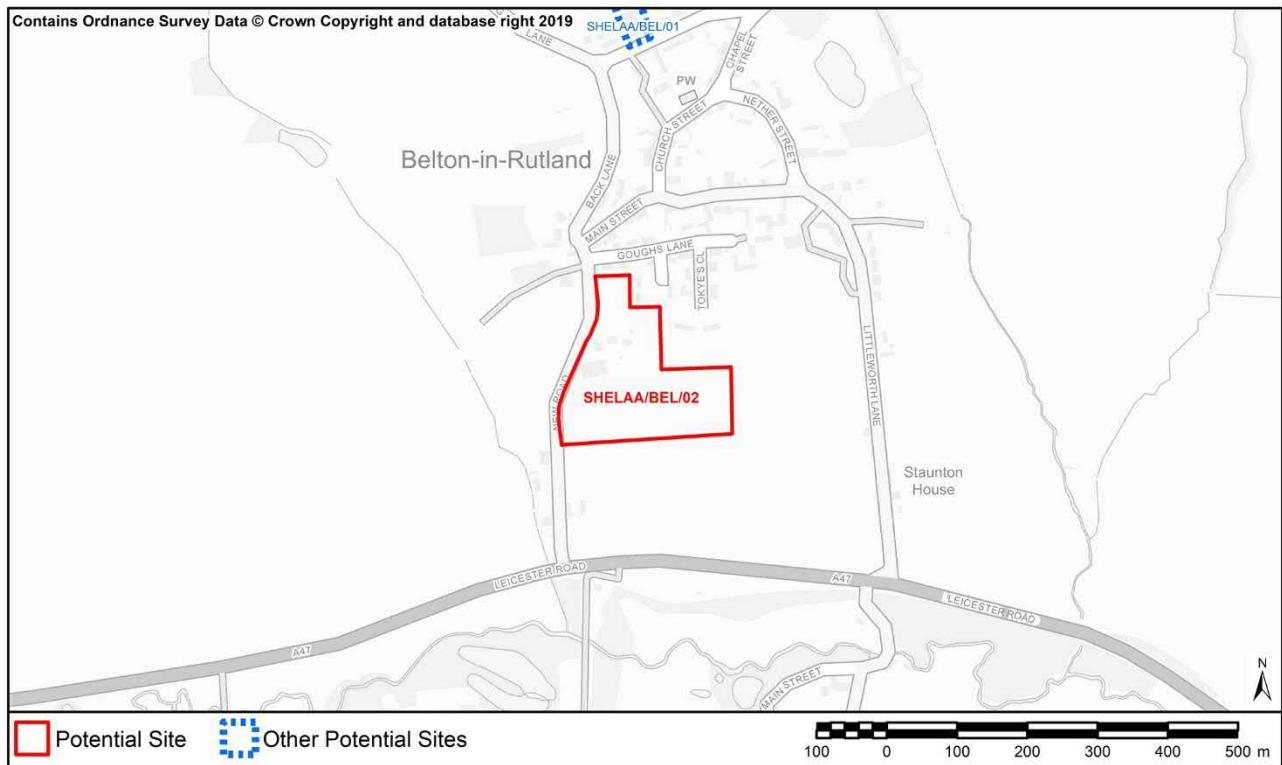 Contains Ordnance Survey Data © Crown Copyright and database right 2019
LANE
SHELAA/BEL/01
CHAPEL
STREET
PW
CHURCH STREET
NETHER STREET
Belton-in-Rutland
BACK LANE
MAIN STREET
GOUGHS LANE
TOKYE'S CL
LITTLEWORTH LANE
NEW ROAD
SHELAA/BEL/02
Staunton
House
LEICESTER ROAD
A47
LEICESTER ROAD
A47
MAIN STREET
N
Potential Site
Other Potential Sites
100 0 100 200 300 400 500 m